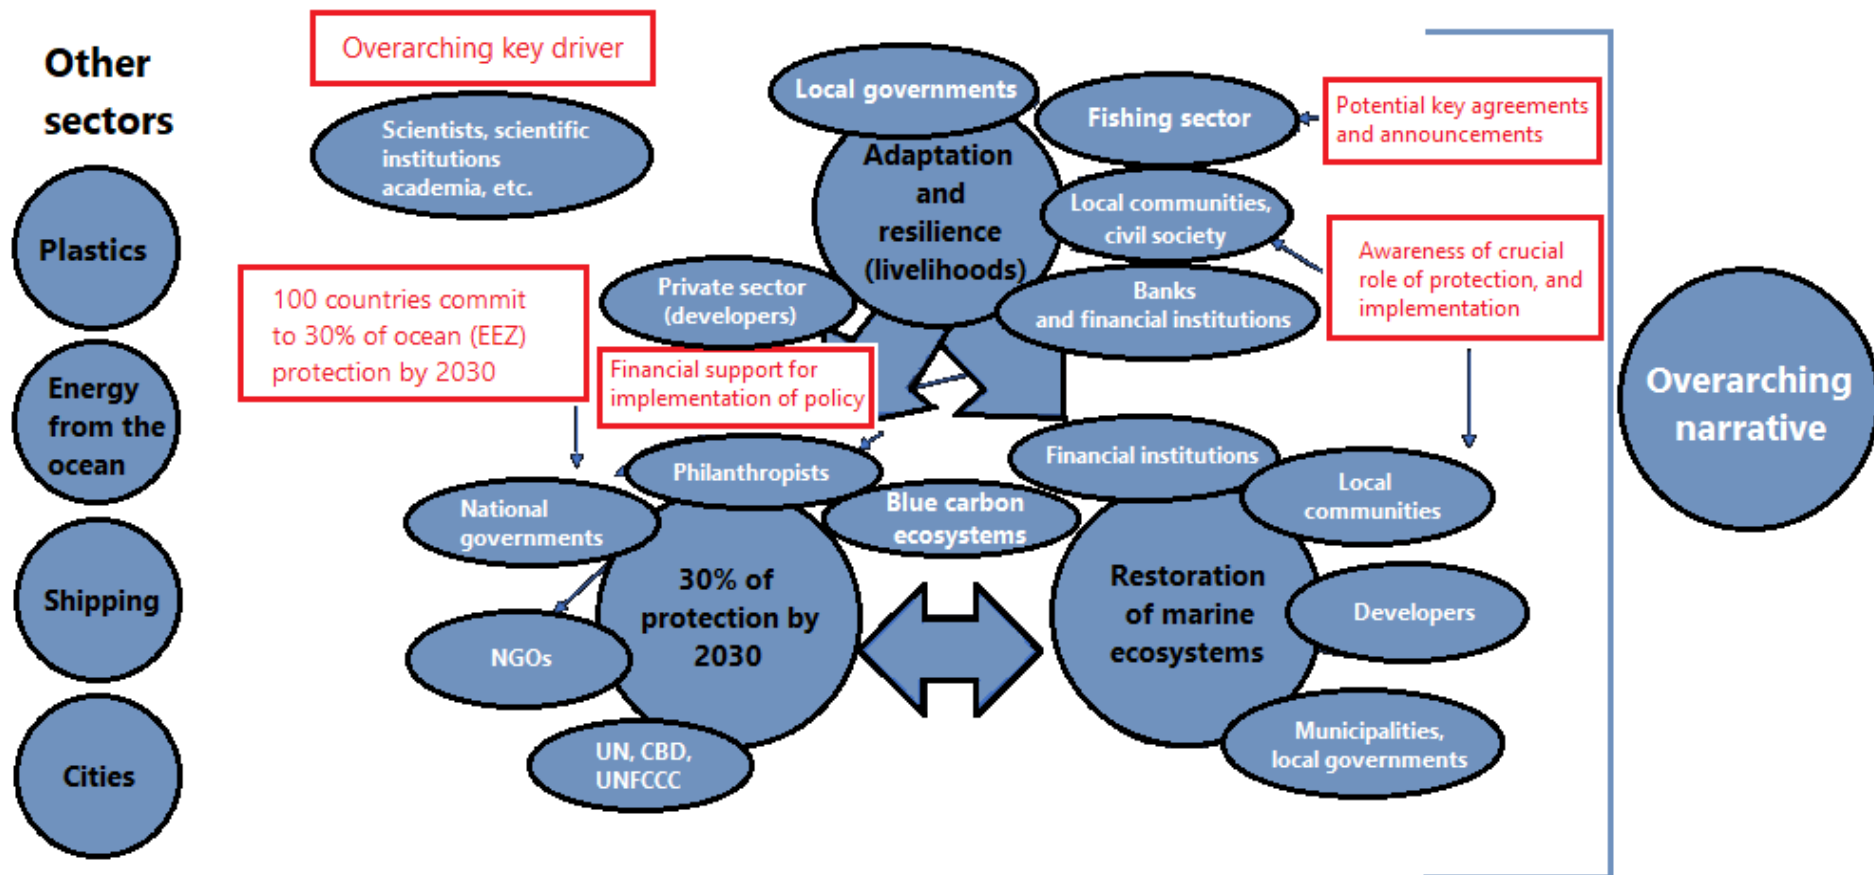 Other
sectors
Plastics
Energy
from the
ocean
Shipping
Cities
Overarching key driver
Scientists, scientific
institutions
academia, etc.
100 countries commit
to 30% of ocean (EEZ)
protection by 2030
Local governments
Adaptation
and
resilience
(livelihoods)
Fishing sector
Local communities,
civil society
Banks
and financial institutions
Private sector
(developers)
Financial support for
implementation of policy
Potential key agreements
and announcements
Awareness of crucial
role of protection, and
implementation
Philanthropists
National
governments
NGOs
UN, CBD,
UNFCCC
30% of
protection by
2030
Blue carbon
ecosystems
Financial institutions
Local
communities
Developers
Municipalities,
local governments
Restoration
of marine
ecosystems
Overarching
narrative